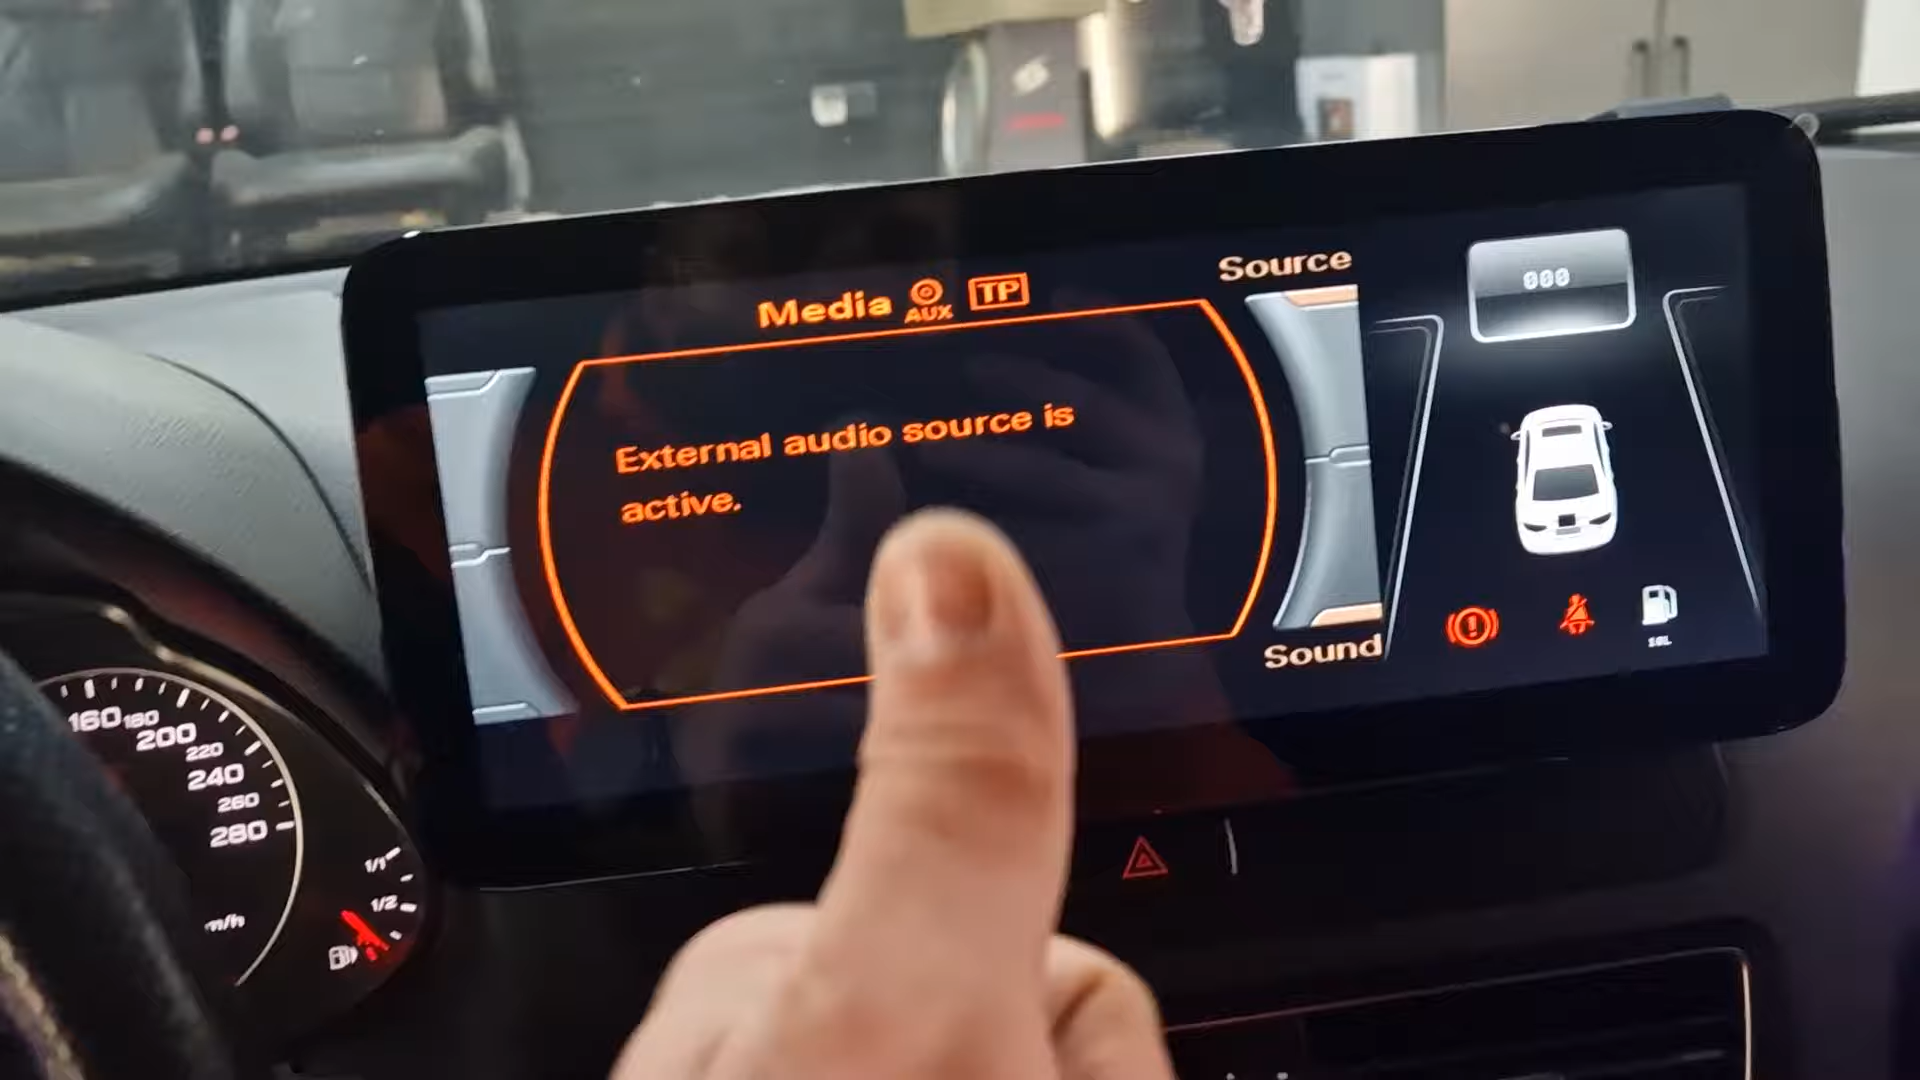 Source
Media AUX TP
000
External audio source is
active.
Sound
160
180
200
220
240
260
280
1/1
1/2